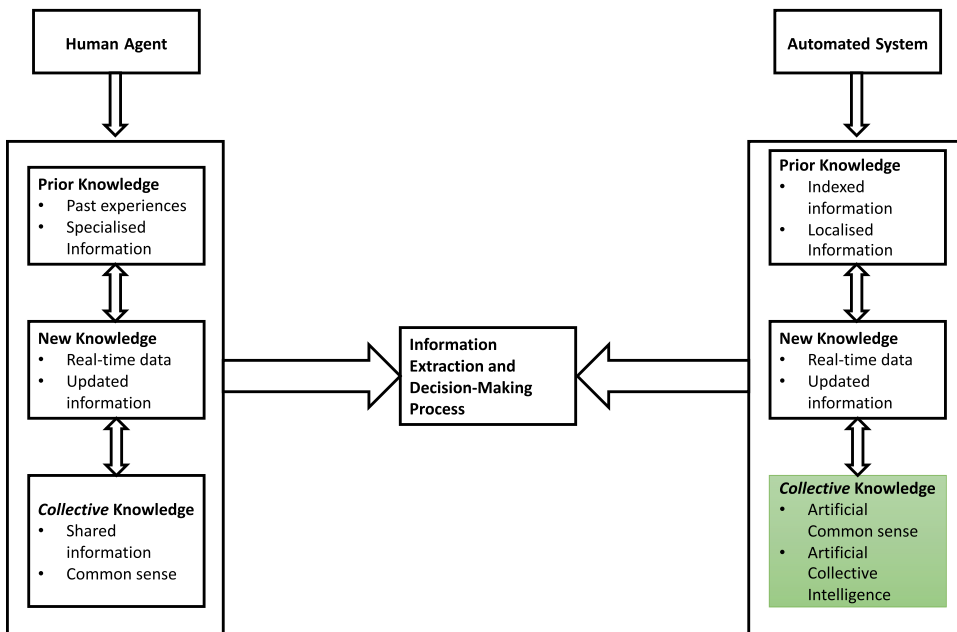 Human Agent
Automated System
Prior Knowledge
• Past experiences
• Specialised
Information
New Knowledge
• Real-time data
• Updated
information
Collective Knowledge
• Shared
information
• Common sense
Information
Extraction and
Decision-Making
Process
Prior Knowledge
• Indexed
information
• Localised
Information
New Knowledge
• Real-time data
• Updated
information
Collective Knowledge
• Artificial
Common sense
• Artificial
Collective
Intelligence